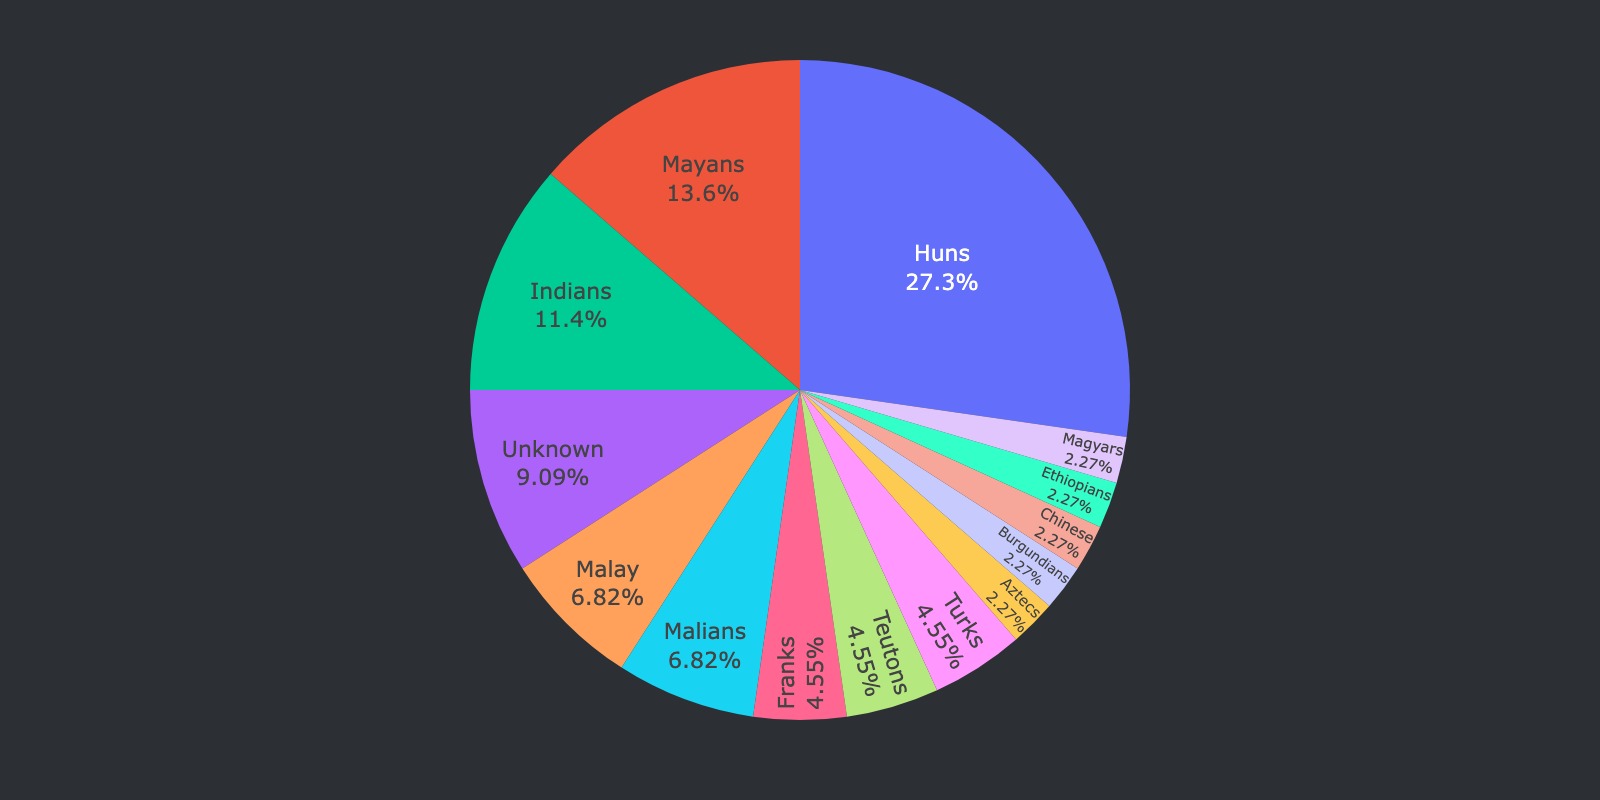 Mayans
13.6%
Huns
27.3%
Indians
11.4%
Unknown
9.09%
Malay
6.82%
Malians
6.82%
Franks
4.55%
Teutons
4.55%
Turks
4.55%
Aztecs
2.27%
Burgundians
2.27%
Chinese
2.27%
Ethiopians
2.27%
Magyars
2.27%